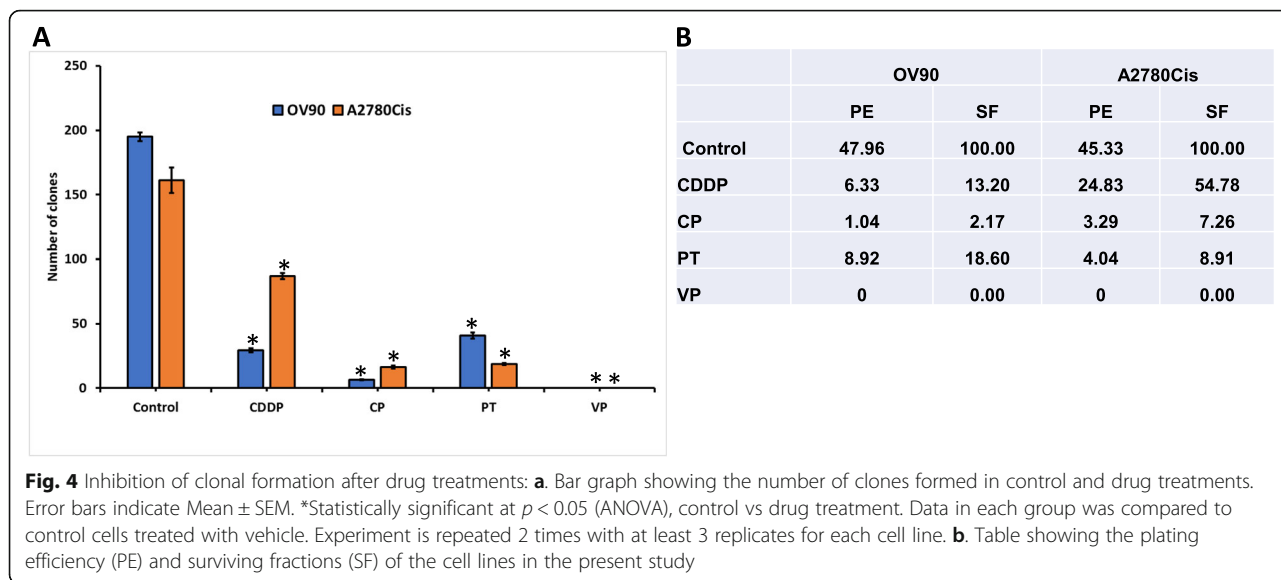 A
250
200
150
100
50
0
Number of clones
OV90 A2780Cis
* * * * * * * *
Control CDDP CP PT VP
B
OV90 A2780Cis
PE SF PE SF
Control 47.96 100.00 45.33 100.00
CDDP 6.33 13.20 24.83 54.78
CP 1.04 2.17 3.29 7.26
PT 8.92 18.60 4.04 8.91
VP 0 0.00 0 0.00
Fig. 4 Inhibition of clonal formation after drug treatments: a. Bar graph showing the number of clones formed in control and drug treatments.
Error bars indicate Mean ± SEM. *Statistically significant at p < 0.05 (ANOVA), control vs drug treatment. Data in each group was compared to
control cells treated with vehicle. Experiment is repeated 2 times with at least 3 replicates for each cell line. b. Table showing the plating
efficiency (PE) and surviving fractions (SF) of the cell lines in the present study